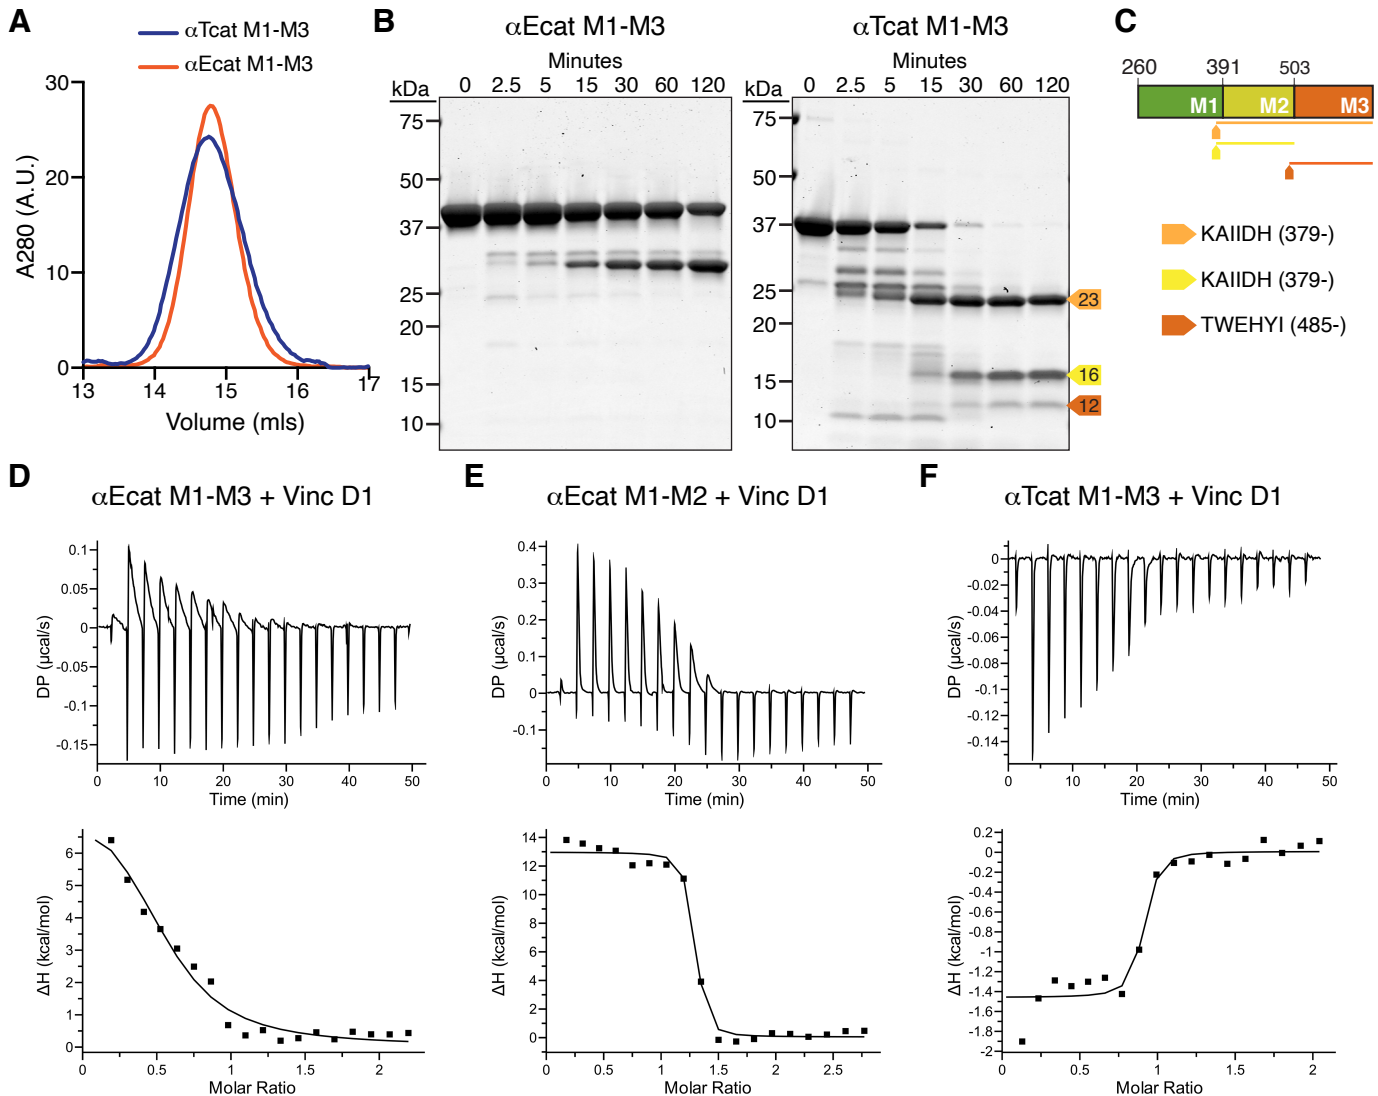 A
αTcat M1-M3
αEcat M1-M3
30
20
10
0
A280 (A.U.)
13 14 15 16 17
Volume (mls)
B
αEcat M1-M3
Minutes
kDa
0 2.5 5 15 30 60 120
75
50
37
25
20
15
10
αTcat M1-M3
Minutes
kDa
0 2.5 5 15 30 60 120
75
50
37
25
20
15
10
23
16
12
C
260 391 503
M1 M2 M3
KAIIDH (379-)
KAIIDH (379-)
TWEHYI (485-)
D
αEcat M1-M3 + Vinc D1
0.1
0.05
0
-0.05
-0.1
-0.15
DP (µcal/s)
0 10 20 30 40 50
Time (min)
6
5
4
3
2
1
0
ΔH (kcal/mol)
0 0.5 1 1.5 2
Molar Ratio
E
αEcat M1-M2 + Vinc D1
0.4
0.3
0.2
0.1
0
-0.1
DP (µcal/s)
0 10 20 30 40 50
Time (min)
14
12
10
8
6
4
2
0
ΔH (kcal/mol)
0 0.5 1 1.5 2 2.5
Molar Ratio
F
αTcat M1-M3 + Vinc D1
0
-0.02
-0.04
-0.06
-0.08
-0.1
-0.12
-0.14
DP (µcal/s)
0 10 20 30 40 50
Time (min)
0.2
0
-0.2
-0.4
-0.6
-0.8
-1
-1.2
-1.4
-1.6
-1.8
-2
ΔH (kcal/mol)
0 0.5 1 1.5 2
Molar Ratio